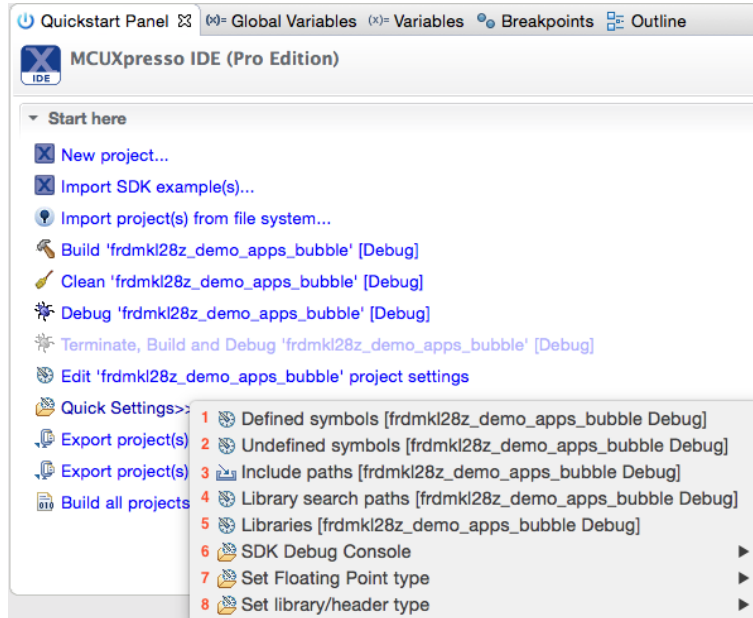 Quickstart Panel (x)= Global Variables (x)= Variables Breakpoints Outline
IDE MCUXpresso IDE (Pro Edition)
Start here
New project...
Import SDK example(s)...
Import project(s) from file system...
Build 'frdmkl28z_demo_apps_bubble' [Debug]
Clean 'frdmkl28z_demo_apps_bubble' [Debug]
Debug 'frdmkl28z_demo_apps_bubble' [Debug]
Terminate, Build and Debug 'frdmkl28z_demo_apps_bubble' [Debug]
Edit 'frdmkl28z_demo_apps_bubble' project settings
Quick Settings>>
Export project(s)
Export project(s)
Build all projects
1 Defined symbols [frdmkl28z_demo_apps_bubble Debug]
2 Undefined symbols [frdmkl28z_demo_apps_bubble Debug]
3 Include paths [frdmkl28z_demo_apps_bubble Debug]
4 Library search paths [frdmkl28z_demo_apps_bubble Debug]
5 Libraries [frdmkl28z_demo_apps_bubble Debug]
6 SDK Debug Console
7 Set Floating Point type
8 Set library/header type